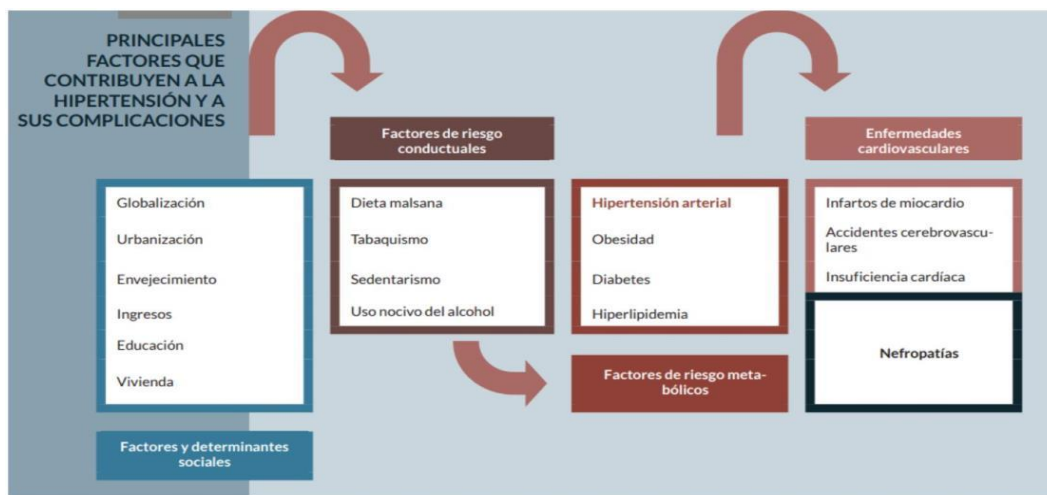 PRINCIPALES
FACTORES QUE
CONTRIBUYEN A LA
HIPERTENSIÓN Y A
SUS COMPLICACIONES
Globalización
Urbanización
Envejecimiento
Ingresos
Educación
Vivienda
Factores y determinantes
sociales
Factores de riesgo
conductuales
Dieta malsana
Tabaquismo
Sedentarismo
Uso nocivo del alcohol
Hipertensión arterial
Obesidad
Diabetes
Hiperlipidemia
Factores de riesgo meta-
bólicos
Enfermedades
cardiovasculares
Infartos de miocardio
Accidentes cerebrovascu-
lares
Insuficiencia cardíaca
Nefropatías